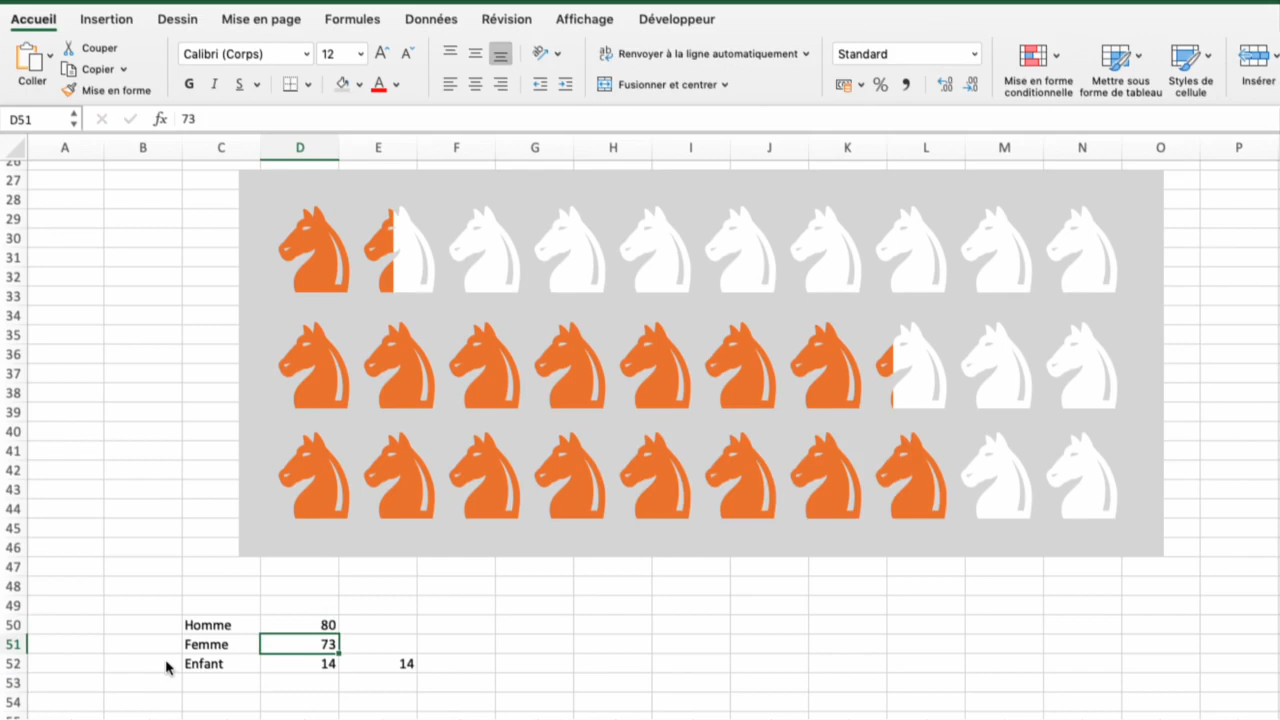 Accueil Insertion Dessin Mise en page Formules Données Révision Affichage Développeur
Coller
Couper
Copier
Mise en forme
Calibri (Corps) 12
G I S
Renvoyer à la ligne automatiquement
Fusionner et centrer
Standard
Mise en forme conditionnelle
Mettre sous forme de tableau
Styles de cellule
Insérer
D51 fx 73
A B C D E F G H I J K L M N O P
26
27
28
29
30
31
32
33
34
35
36
37
38
39
40
41
42
43
44
45
46
47
48
49
50 Homme 80
51 Femme 73
52 Enfant 14 14
53
54